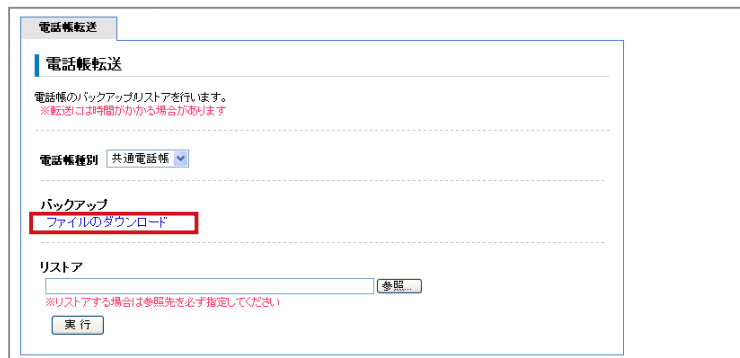 電話帳転送
電話帳転送
電話帳のバックアップ/リストアを行います。
※転送には時間がかかる場合があります
電話帳種別 共通電話帳
バックアップ
ファイルのダウンロード
リストア
参照...
※リストアする場合は参照先を必ず指定してください
実行